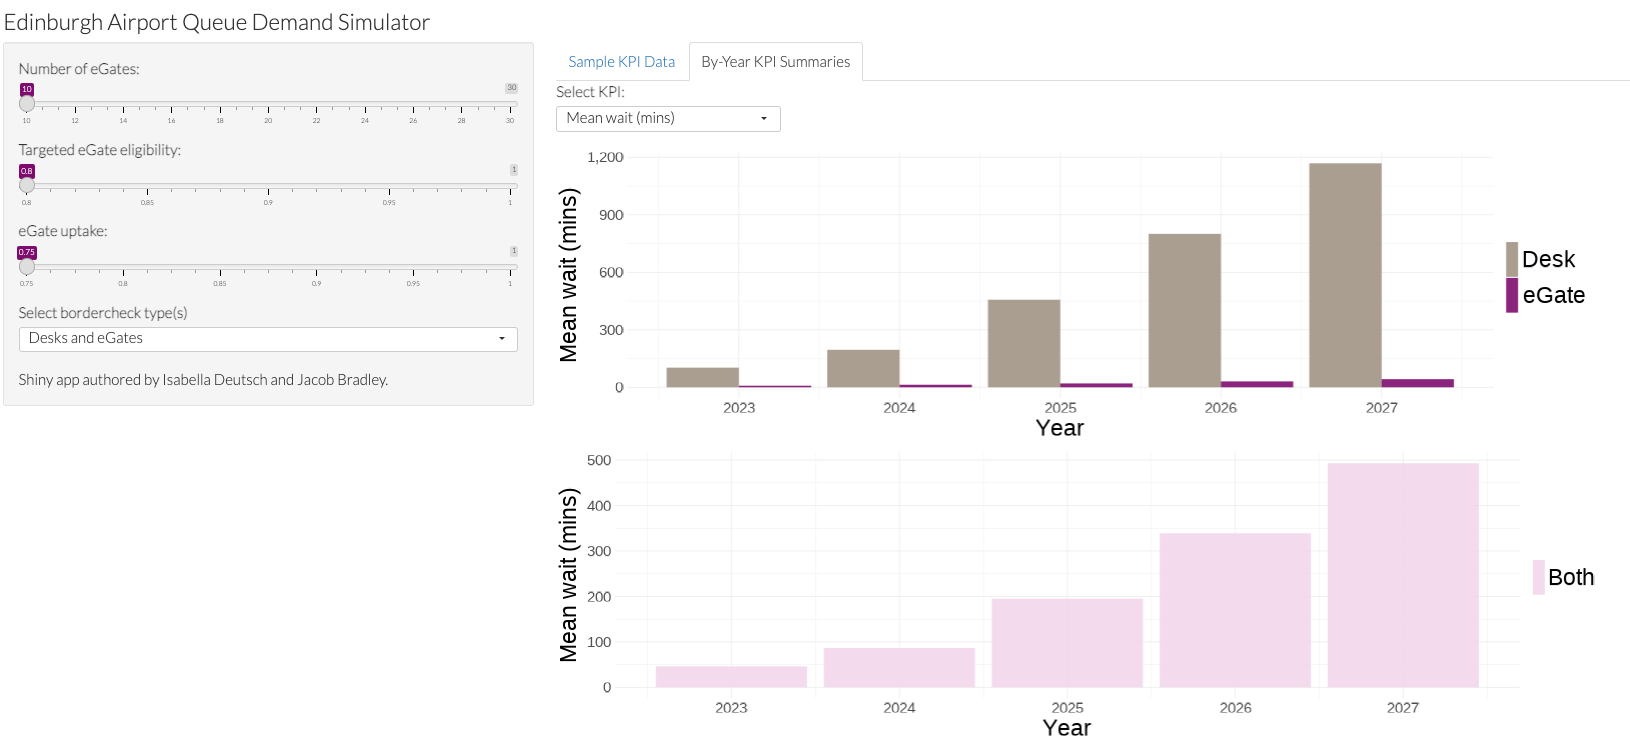 Edinburgh Airport Queue Demand Simulator
Number of eGates:
10 30
10 12 14 16 18 20 22 24 26 28 30
Targeted eGate eligibility:
0.8 1
0.8 0.85 0.9 0.95 1
eGate uptake:
0.75 1
0.75 0.8 0.85 0.9 0.95 1
Select bordercheck type(s)
Desks and eGates
Shiny app authored by Isabella Deutsch and Jacob Bradley.
Sample KPI Data By-Year KPI Summaries
Select KPI:
Mean wait (mins)
Mean wait (mins)
1,200
900
600
300
0
2023 2024 2025 2026 2027
Year
Desk
eGate
Mean wait (mins)
500
400
300
200
100
0
2023 2024 2025 2026 2027
Year
Both